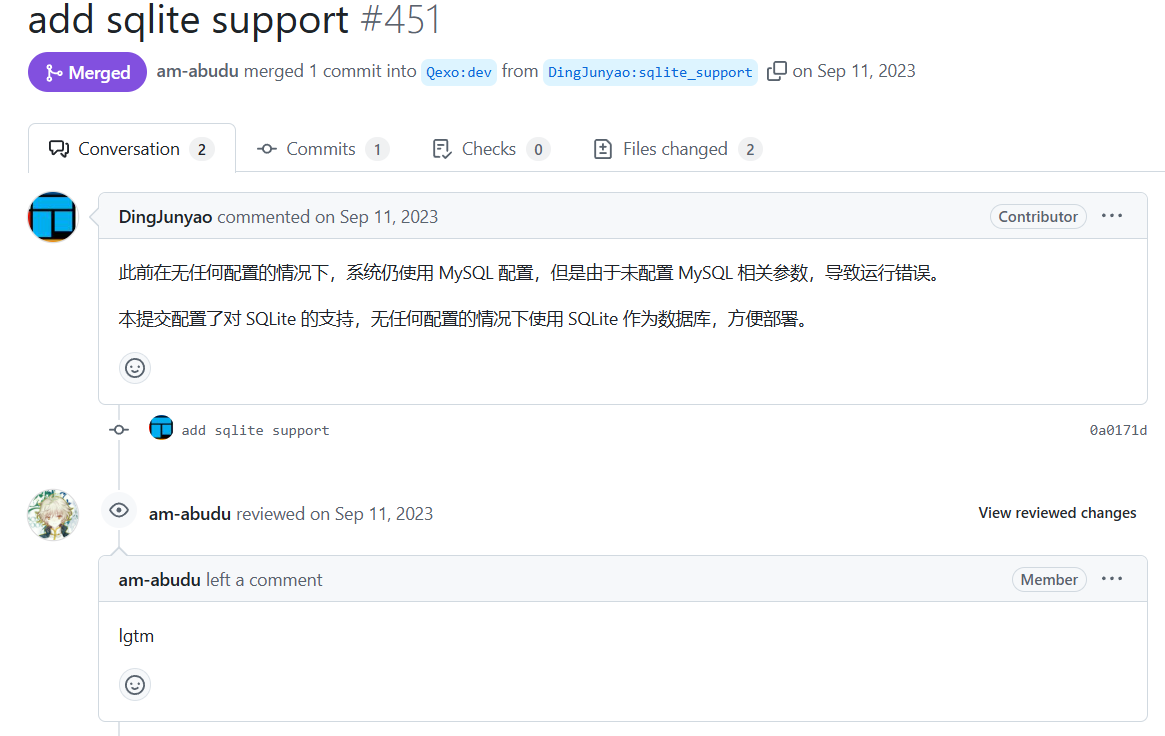 add sqlite support #451
Merged am-abudu merged 1 commit into Qexo:dev from DingJunyao:sqlite_support on Sep 11, 2023
Conversation 2 Commits 1 Checks 0 Files changed 2
DingJunyao commented on Sep 11, 2023 Contributor
此前在无任何配置的情况下，系统仍使用 MySQL 配置，但是由于未配置 MySQL 相关参数，导致运行错误。
本提交配置了对 SQLite 的支持，无任何配置的情况下使用 SQLite 作为数据库，方便部署。
add sqlite support 0a0171d
am-abudu reviewed on Sep 11, 2023 View reviewed changes
am-abudu left a comment Member
lgtm